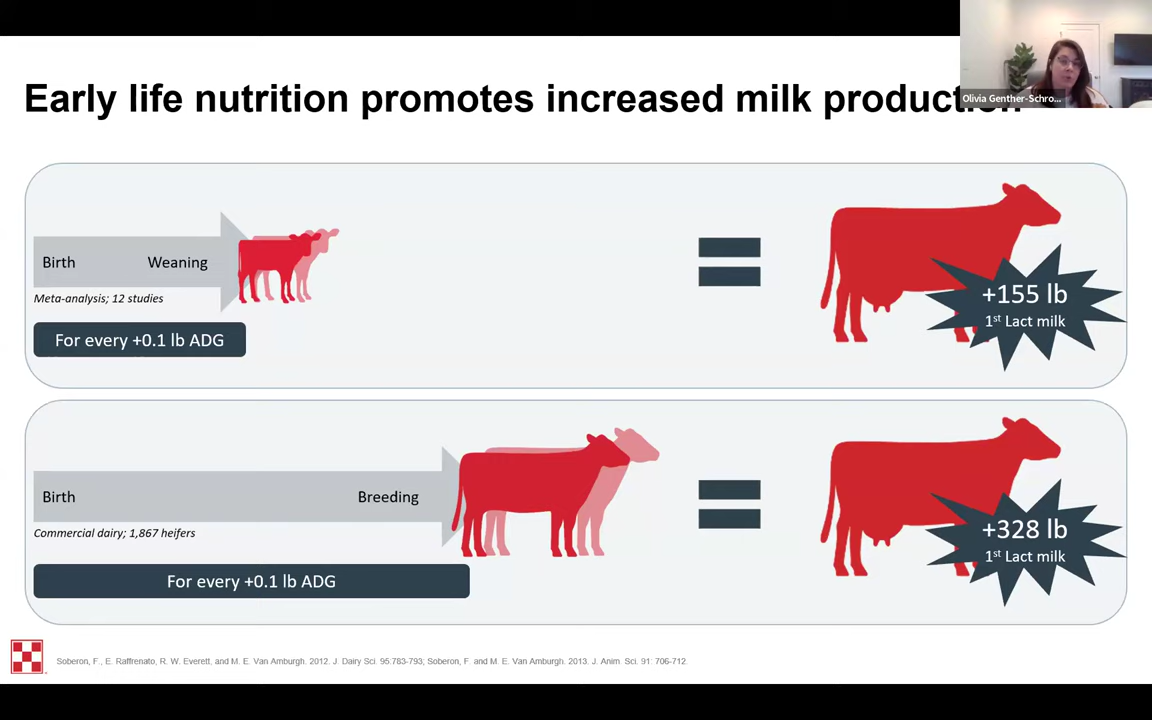 Early life nutrition promotes increased milk production
Olivia Genther-Schro...
Birth Weaning
Meta-analysis; 12 studies
For every +0.1 lb ADG
+155 lb
1st Lact milk
Birth Breeding
Commercial dairy; 1,867 heifers
For every +0.1 lb ADG
+328 lb
1st Lact milk
Soberon, F., E. Raffrenato, R. W. Everett, and M. E. Van Amburgh. 2012. J. Dairy Sci. 95:783-793; Soberon, F. and M. E. Van Amburgh. 2013. J. Anim. Sci. 91: 706-712.